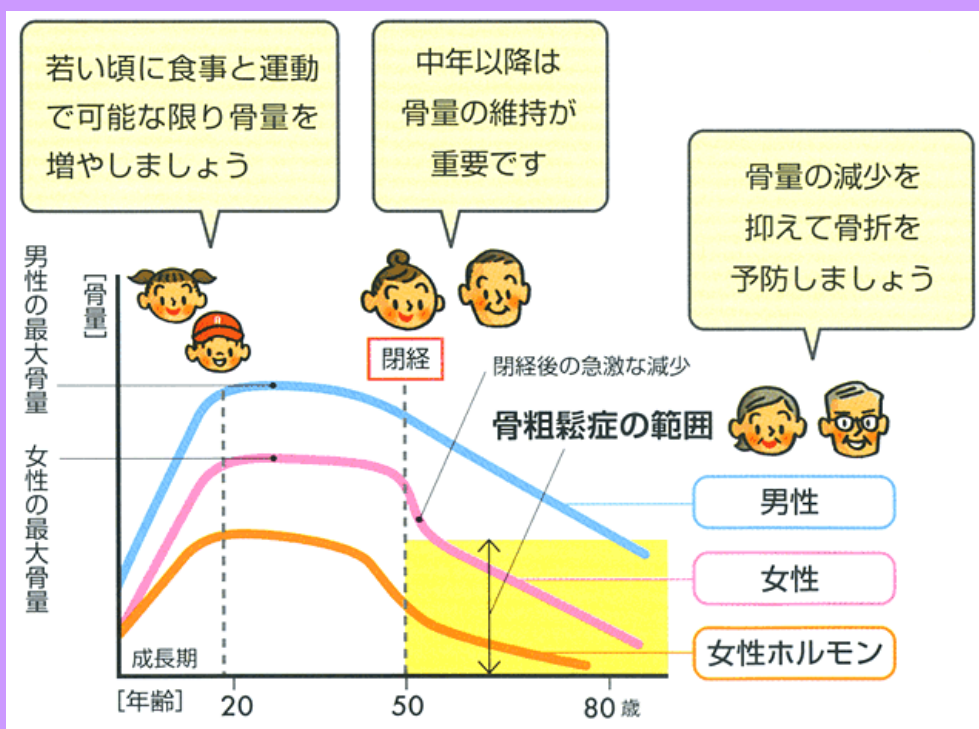 若い頃に食事と運動
で可能な限り骨量を
増やしましょう
中年以降は
骨量の維持が
重要です
骨量の減少を
抑えて骨折を
予防しましょう
男性の最大骨量
[骨量]
女性の最大骨量
閉経
閉経後の急激な減少
骨粗鬆症の範囲
男性
女性
女性ホルモン
成長期
[年齢]
20
50
80歳